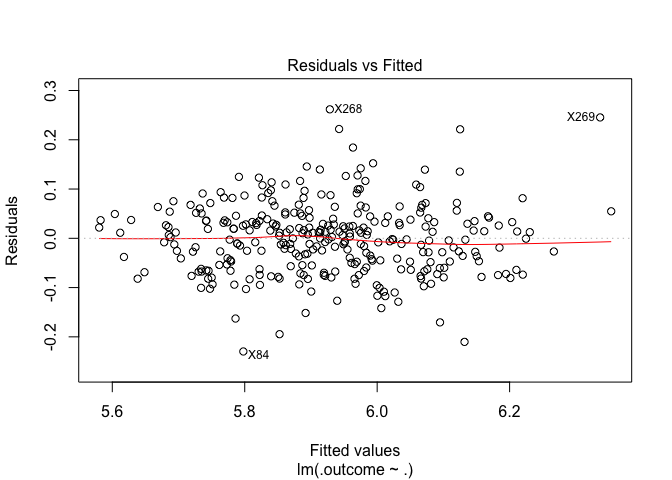 Residuals vs Fitted
Residuals
0.3
0.2
0.1
0.0
-0.1
-0.2
X268
X269
X84
5.6
5.8
6.0
6.2
Fitted values
lm(.outcome ~ .)